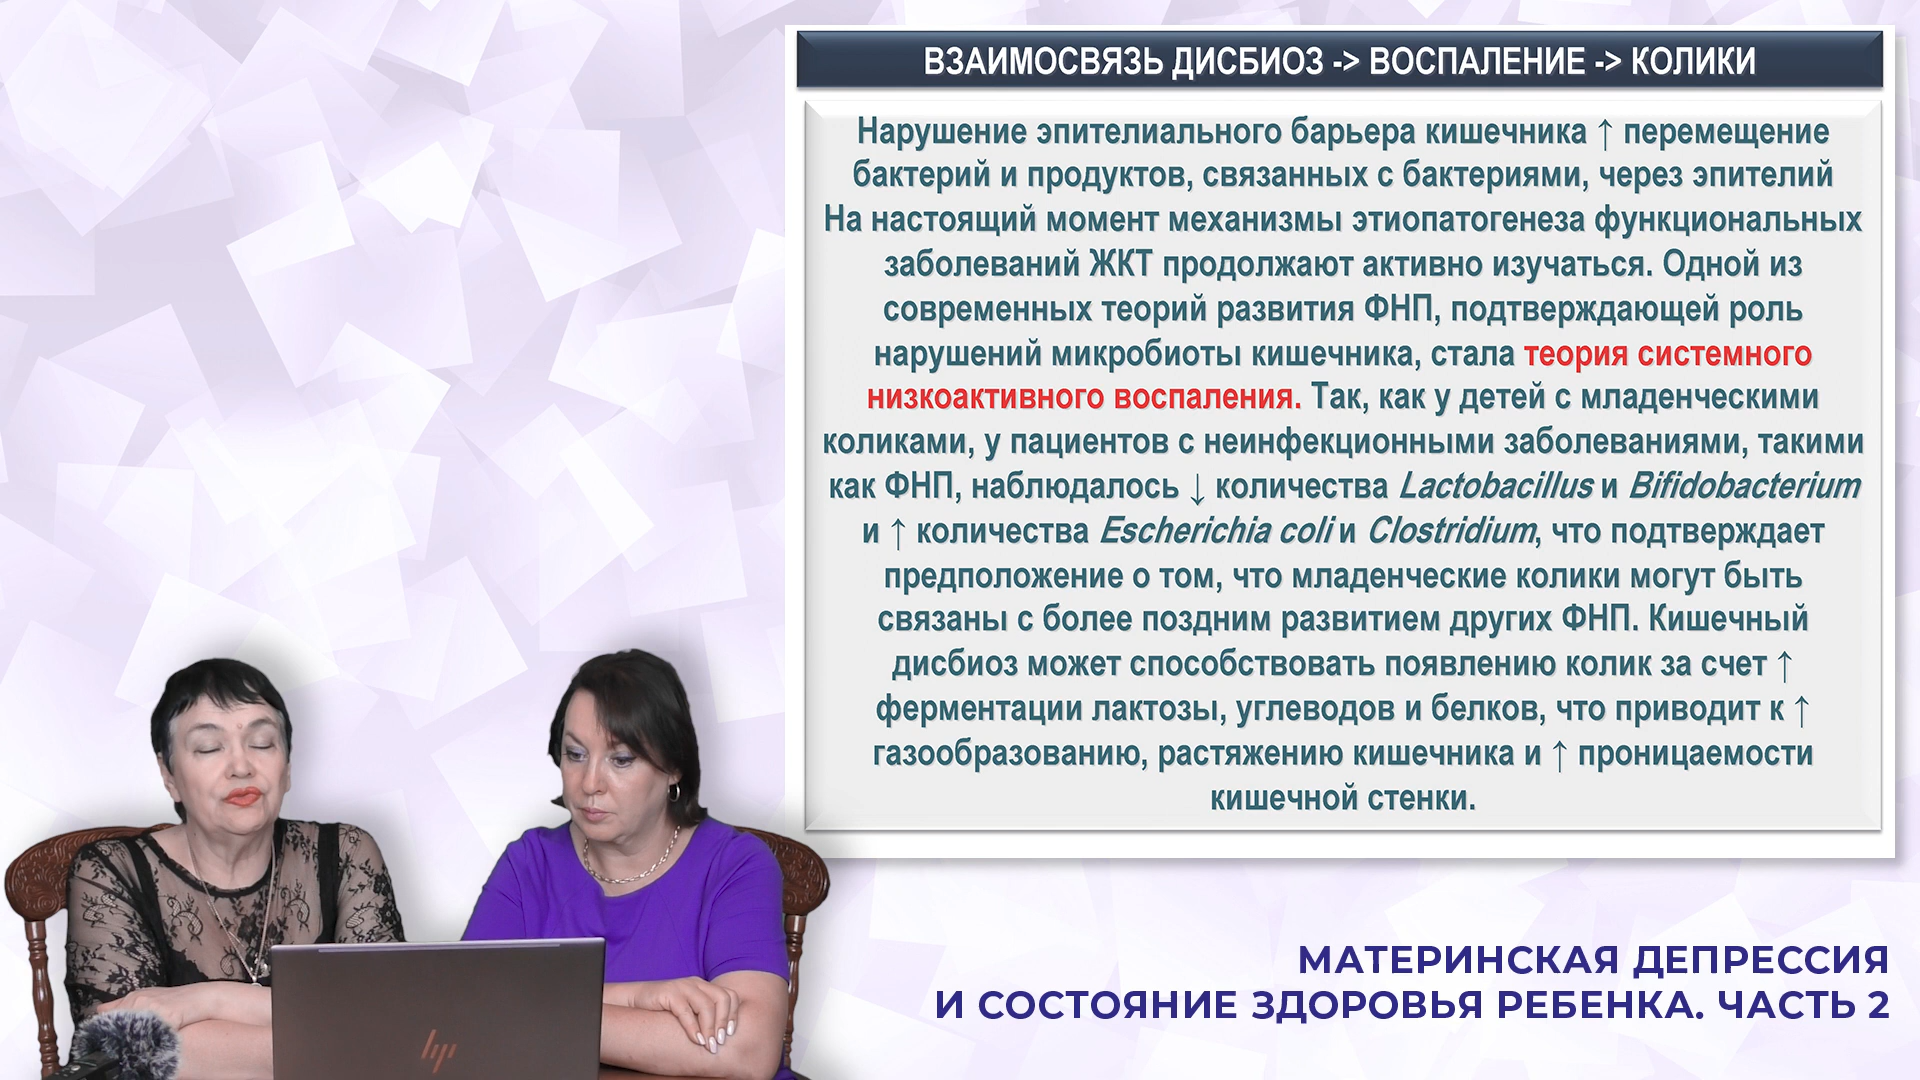 ВЗАИМОСВЯЗЬ ДИСБИОЗ -> ВОСПАЛЕНИЕ -> КОЛИКИ
Нарушение эпителиального барьера кишечника ↑ перемещение
бактерий и продуктов, связанных с бактериями, через эпителий
На настоящий момент механизмы этиопатогенеза функциональных
заболеваний ЖКТ продолжают активно изучаться. Одной из
современных теорий развития ФНП, подтверждающей роль
нарушений микробиоты кишечника, стала теория системного
низкоактивного воспаления. Так, как у детей с младенческими
коликами, у пациентов с неинфекционными заболеваниями, такими
как ФНП, наблюдалось ↓ количества Lactobacillus и Bifidobacterium
и ↑ количества Escherichia coli и Clostridium, что подтверждает
предположение о том, что младенческие колики могут быть
связаны с более поздним развитием других ФНП. Кишечный
дисбиоз может способствовать появлению колик за счет ↑
ферментации лактозы, углеводов и белков, что приводит к ↑
газообразованию, растяжению кишечника и ↑ проницаемости
кишечной стенки.
hp
МАТЕРИНСКАЯ ДЕПРЕССИЯ
И СОСТОЯНИЕ ЗДОРОВЬЯ РЕБЕНКА. ЧАСТЬ 2